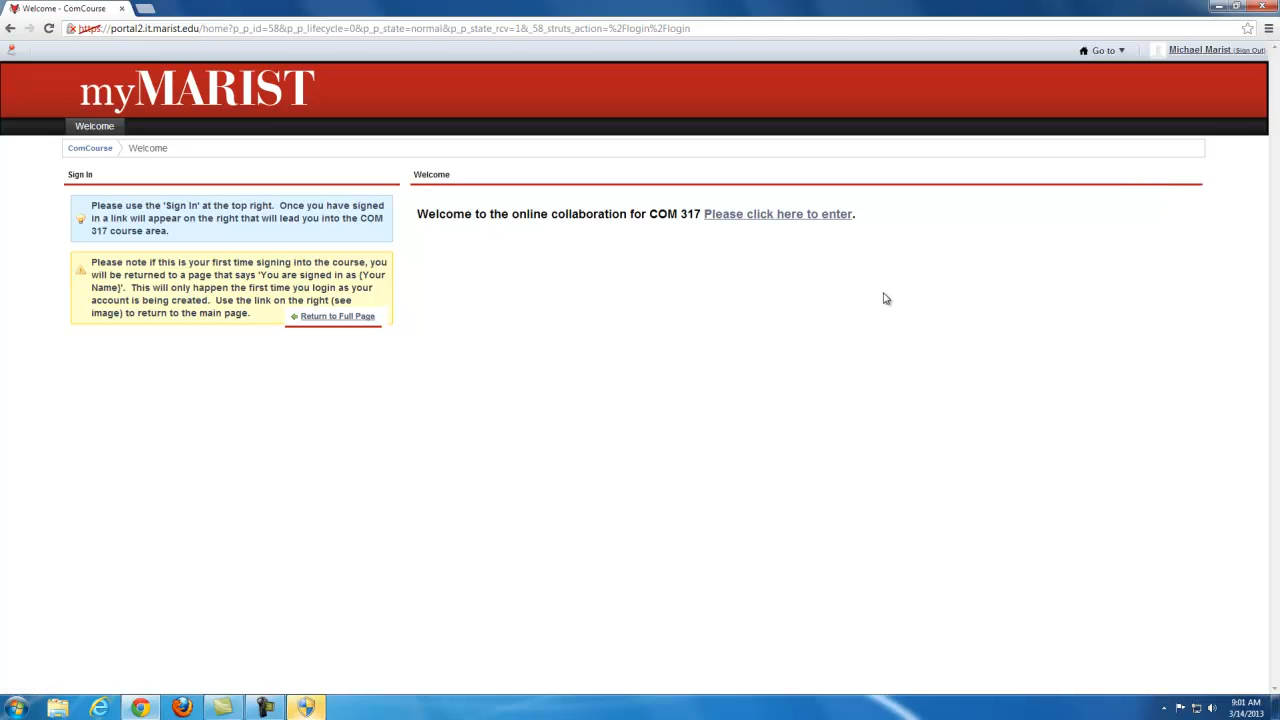 Welcome - ComCourse
https://portal2.it.marist.edu/home?p_p_id=58&p_p_lifecycle=0&p_p_state=normal&p_p_state_rcv=1&_58_struts_action=%2Flogin%2Flogin
Go to
Michael Marist (Sign Out)
myMARIST
Welcome
ComCourse
Welcome
Sign In
Please use the 'Sign In' at the top right. Once you have signed
in a link will appear on the right that will lead you into the COM
317 course area.
Please note if this is your first time signing into the course, you
will be returned to a page that says 'You are signed in as {Your
Name}'. This will only happen the first time you login as your
account is being created. Use the link on the right (see
image) to return to the main page.
Return to Full Page
Welcome
Welcome to the online collaboration for COM 317 Please click here to enter.
9:01 AM
3/14/2013